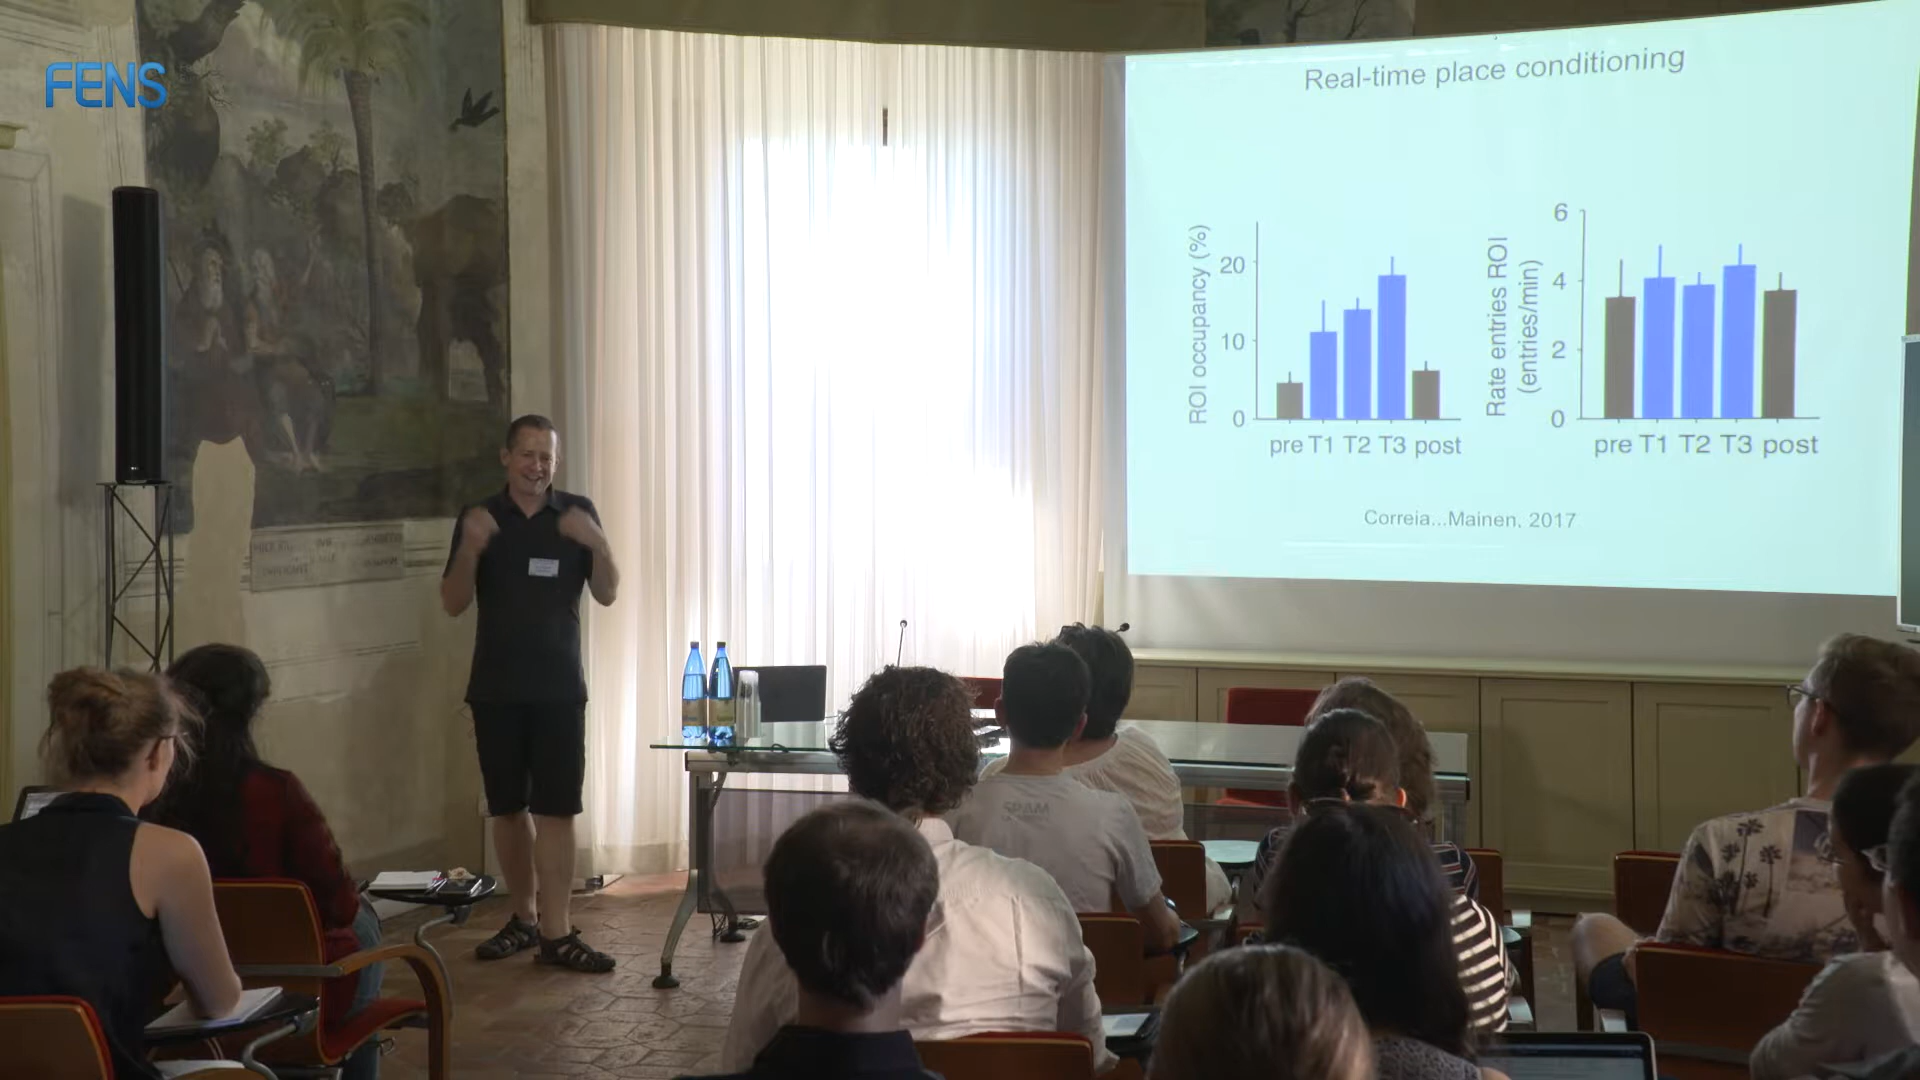 FENS
Real-time place conditioning
ROI occupancy (%)
20
10
0
pre T1 T2 T3 post
Rate entries ROI
(entries/min)
6
4
2
0
pre T1 T2 T3 post
Correia...Mainen, 2017